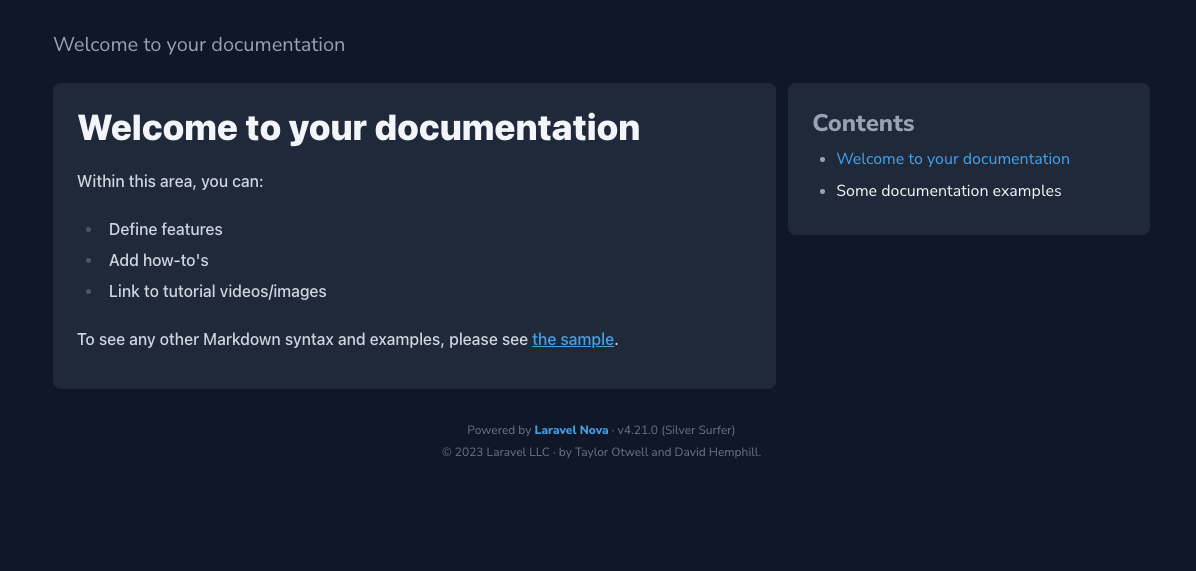 Welcome to your documentation
Welcome to your documentation
Within this area, you can:
Define features
Add how-to's
Link to tutorial videos/images
To see any other Markdown syntax and examples, please see the sample.
Contents
Welcome to your documentation
Some documentation examples
Powered by Laravel Nova · v4.21.0 (Silver Surfer)
© 2023 Laravel LLC · by Taylor Otwell and David Hemphill.